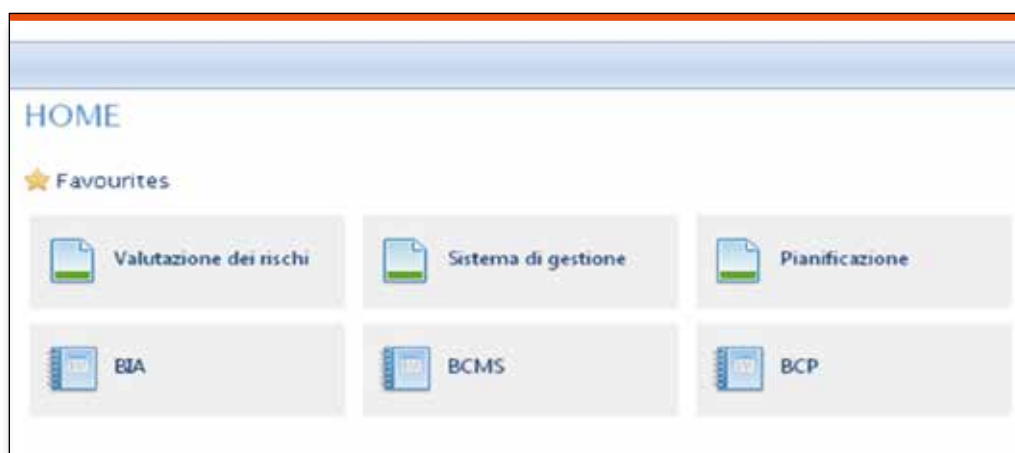 HOME
Favourites
Valutazione dei rischi
Sistema di gestione
Pianificazione
BIA
BCMS
BCP